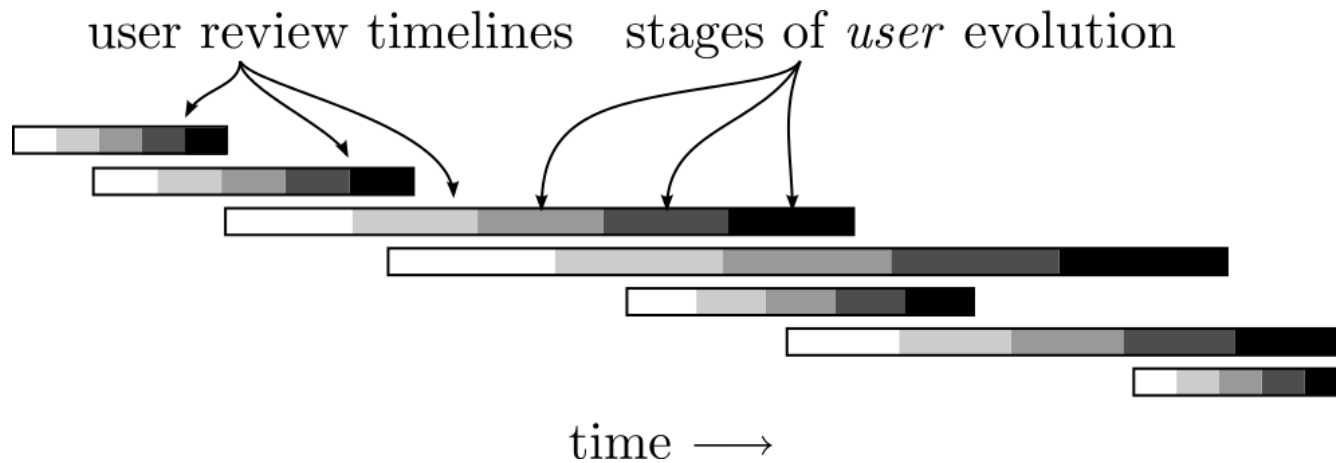 user review timelines
stages of user evolution
time